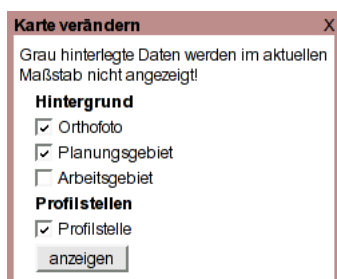 Karte verändern X
Grau hinterlegte Daten werden im aktuellen
Maßstab nicht angezeigt!
Hintergrund
Orthofoto
Planungsgebiet
Arbeitsgebiet
Profilstellen
Profilstelle
anzeigen